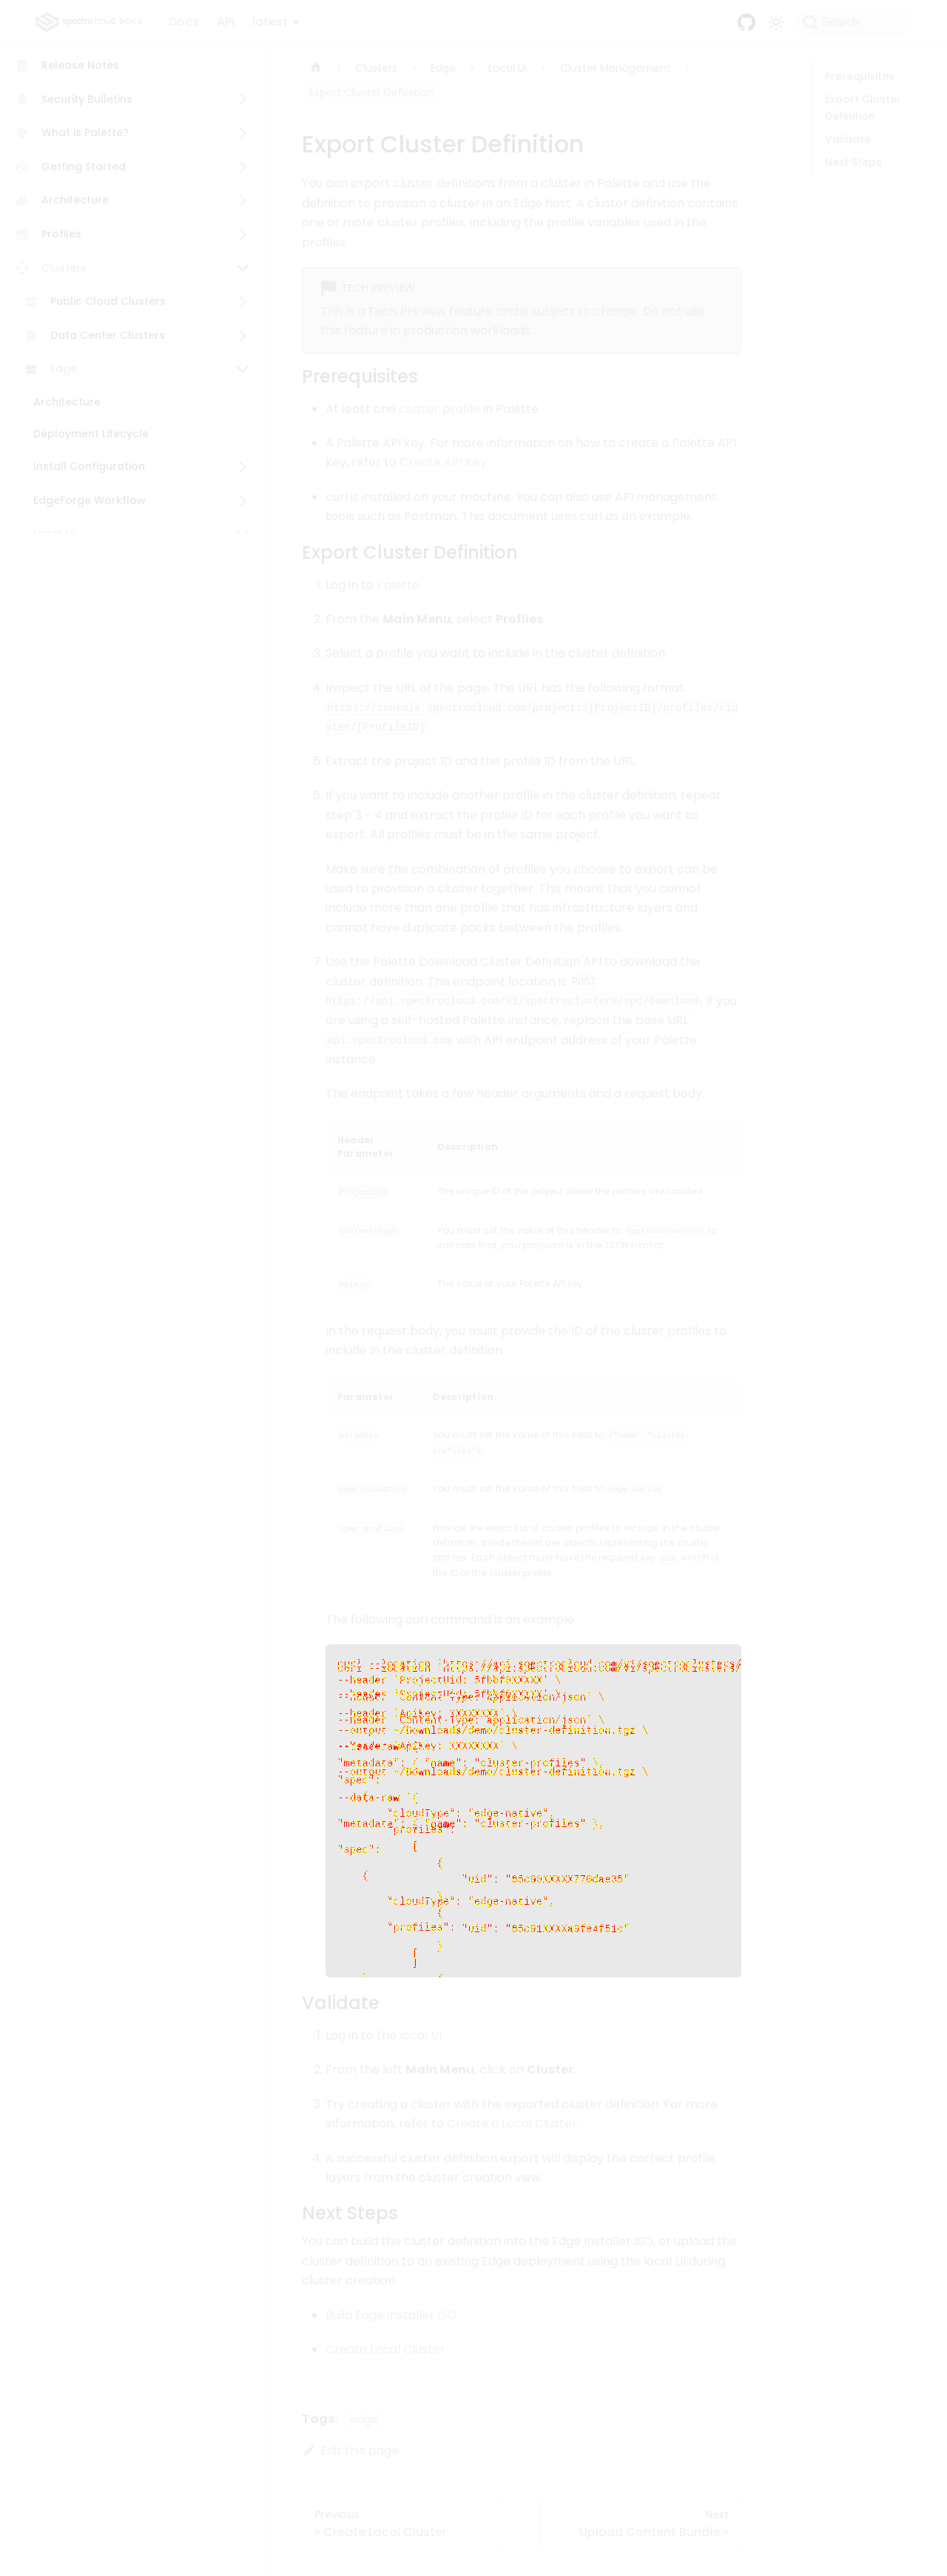 spectro cloud DOCS
Docs
API
latest
Search
Release Notes
Security Bulletins
What is Palette?
Getting Started
Architecture
Profiles
Clusters
Public Cloud Clusters
Data Center Clusters
Edge
Architecture
Deployment Lifecycle
Install Configuration
EdgeForge Workflow
Clusters
Edge
Local UI
Cluster Management
Export Cluster Definition
Export Cluster Definition
You can export cluster definitions from a cluster in Palette and use the
definition to provision a cluster in an Edge host. A cluster definition contains
one or more cluster profiles, including the profile variables used in the
profiles.
TECH PREVIEW
This is a Tech Preview feature and is subject to change. Do not use
this feature in production workloads.
Prerequisites
At least one cluster profile in Palette.
A Palette API key. For more information on how to create a Palette API
key, refer to Create API Key.
curl is installed on your machine. You can also use API management
tools such as Postman. This document uses curl as an example.
Export Cluster Definition
1. Log in to Palette.
2. From the Main Menu, select Profiles.
3. Select a profile you want to include in the cluster definition.
4. Inspect the URL of the page. The URL has the following format:
https://console.spectrocloud.com/projects/[ProjectID]/profiles/clu
ster/[ProfileID].
5. Extract the project ID and the profile ID from the URL.
6. If you want to include another profile in the cluster definition, repeat
step 3 - 4 and extract the profile ID for each profile you want to
export. All profiles must be in the same project.
Make sure the combination of profiles you choose to export can be
used to provision a cluster together. This means that you cannot
include more than one profile that has infrastructure layers and
cannot have duplicate packs between the profiles.
7. Use the Palette Download Cluster Definition API to download the
cluster definition. The endpoint location is POST
https://api.spectrocloud.com/v1/spectroclusters/spc/download. If you
are using a self-hosted Palette instance, replace the base URL
api.spectrocloud.com with API endpoint address of your Palette
instance.
The endpoint takes a few header arguments and a request body.
Header
Parameter
Description
ProjectUid
The unique ID of the project where the profiles are located.
Content-Type
You must set the value of this header to application/json to
indicate that your payload is in the JSON format.
ApiKey
The value of your Palette API key.
In the request body, you must provide the ID of the cluster profiles to
include in the cluster definition.
Parameter
Description
metadata
You must set the value of this field to {"name":"cluster-
profiles"}
spec.cloudType
You must set the value of this field to edge-native
spec.profiles
Provide the exact list of cluster profiles to include in the cluster
definition. Inside the list are objects representing the cluster
profiles. Each object must have the required key uid, which is
the ID of the cluster profile.
The following curl command is an example.
--header 'ProjectUid: 5fbbf0XXXXX' \
--header 'Content-Type: application/json' \
--header 'Apikey: XXXXXXXX' \
--output ~/Downloads/demo/cluster-definition.tgz \
--data-raw '{
"metadata": { "name": "cluster-profiles" },
"spec":
{
"cloudType": "edge-native",
"profiles":
[
{
"uid": "65c90XXXXX770dae35"
}
{
"uid": "65c91XXXXa9fe4f51c"
}
]
Validate
1. Log in to the local UI.
2. From the left Main Menu, click on Cluster.
3. Try creating a cluster with the exported cluster definition. For more
information, refer to Create a Local Cluster.
4. A successful cluster definition export will display the correct profile
layers from the cluster creation view.
Next Steps
You can build the cluster definition into the Edge Installer ISO, or upload the
cluster definition to an existing Edge deployment using the local UI during
cluster creation.
Build Edge Installer ISO
Create Local Cluster
Tags:
edge
Edit this page
Previous
« Create Local Cluster
Next
Upload Content Bundle »
Prerequisites
Export Cluster
Definition
Validate
Next Steps